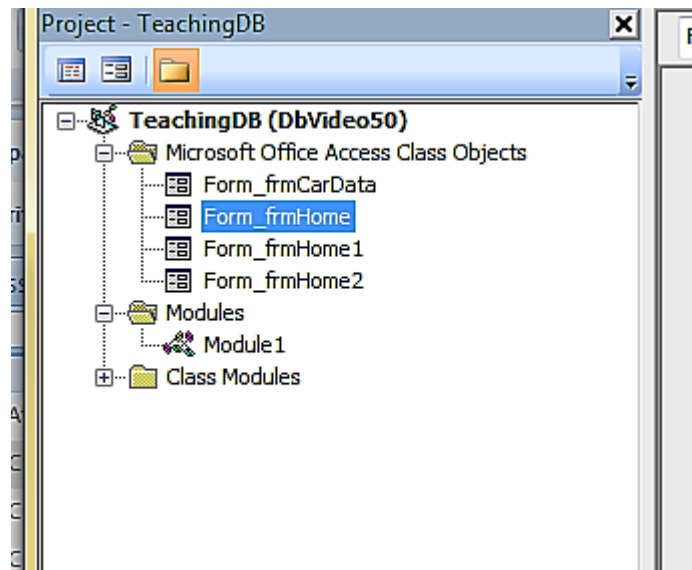 Project - TeachingDB
TeachingDB (DbVideo50)
Microsoft Office Access Class Objects
Form_frmCarData
Form_frmHome
Form_frmHome1
Form_frmHome2
Modules
Module1
Class Modules